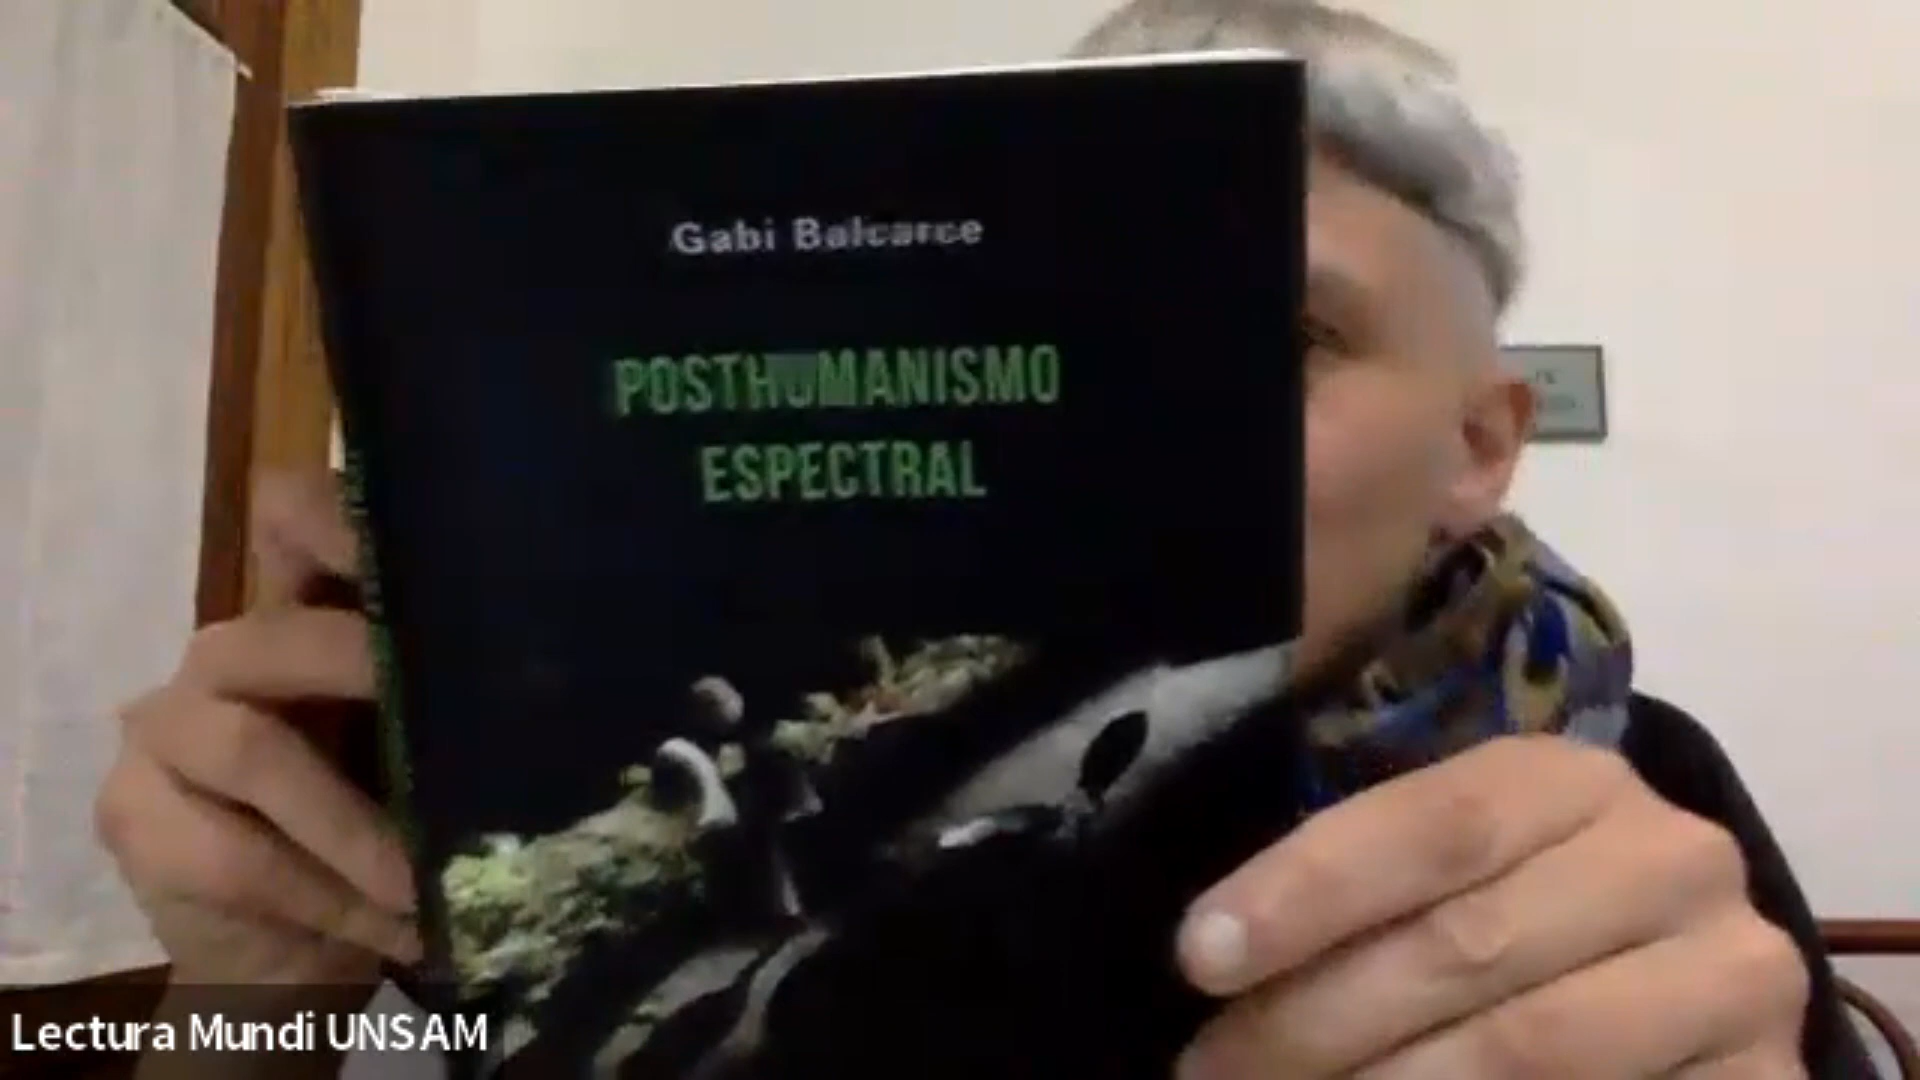 Gabi Balcarce
POSTHUMANISMO
ESPECTRAL
Lectura Mundi UNSAM